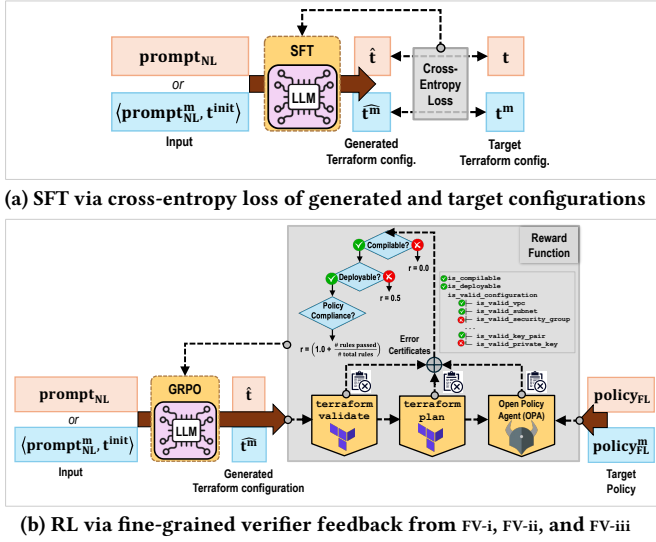 prompt_NL
or
⟨prompt^m_NL, t^init⟩
Input
SFT
LLM
t̂
t̂^m
Generated
Terraform config.
Cross-
Entropy
Loss
t
t^m
Target
Terraform config.
(a) SFT via cross-entropy loss of generated and target configurations
Reward
Function
Compilable?
r = 0.0
Deployable?
r = 0.5
Policy
Compliance?
r = (1.0 + # rules passed / # total rules)
Error
Certificates
is_compilable
is_deployable
is_valid_configuration
is_valid_vpc
is_valid_subnet
is_valid_security_group
...
is_valid_key_pair
is_valid_private_key
prompt_NL
or
⟨prompt^m_NL, t^init⟩
Input
GRPO
LLM
t̂
t̂^m
Generated
Terraform configuration
terraform
validate
terraform
plan
Open Policy
Agent (OPA)
policy_FL
policy^m_FL
Target
Policy
(b) RL via fine-grained verifier feedback from FV-i, FV-ii, and FV-iii